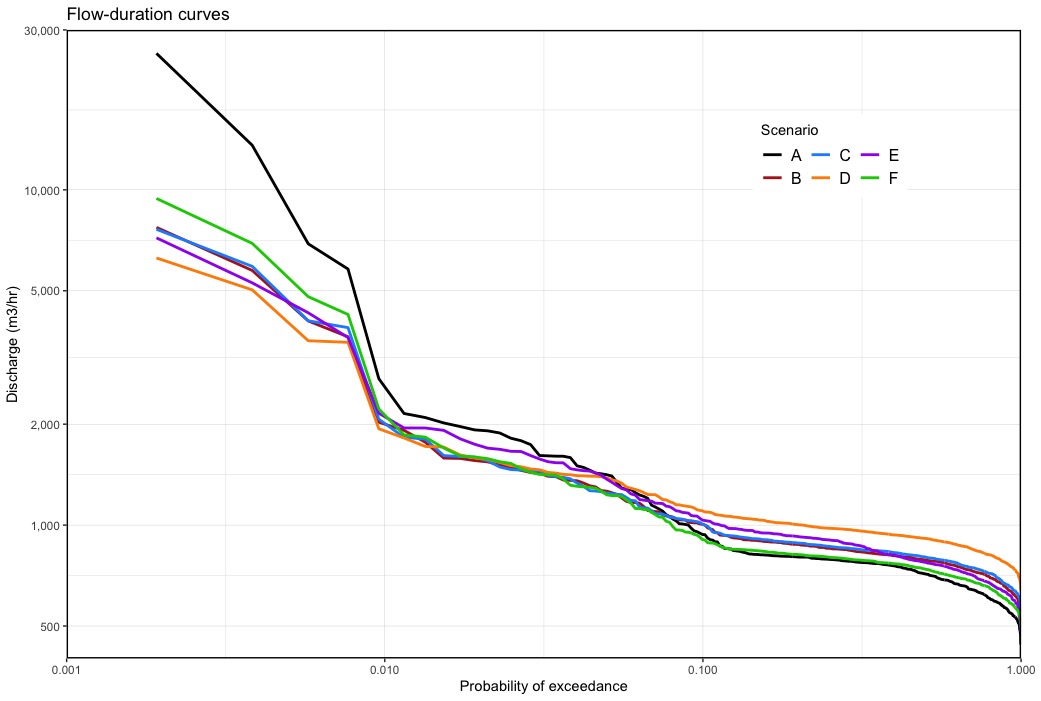 Flow-duration curves
30,000
10,000
5,000
2,000
1,000
500
Discharge (m3/hr)
Scenario
A C E
B D F
0.001 0.010 0.100 1.000
Probability of exceedance